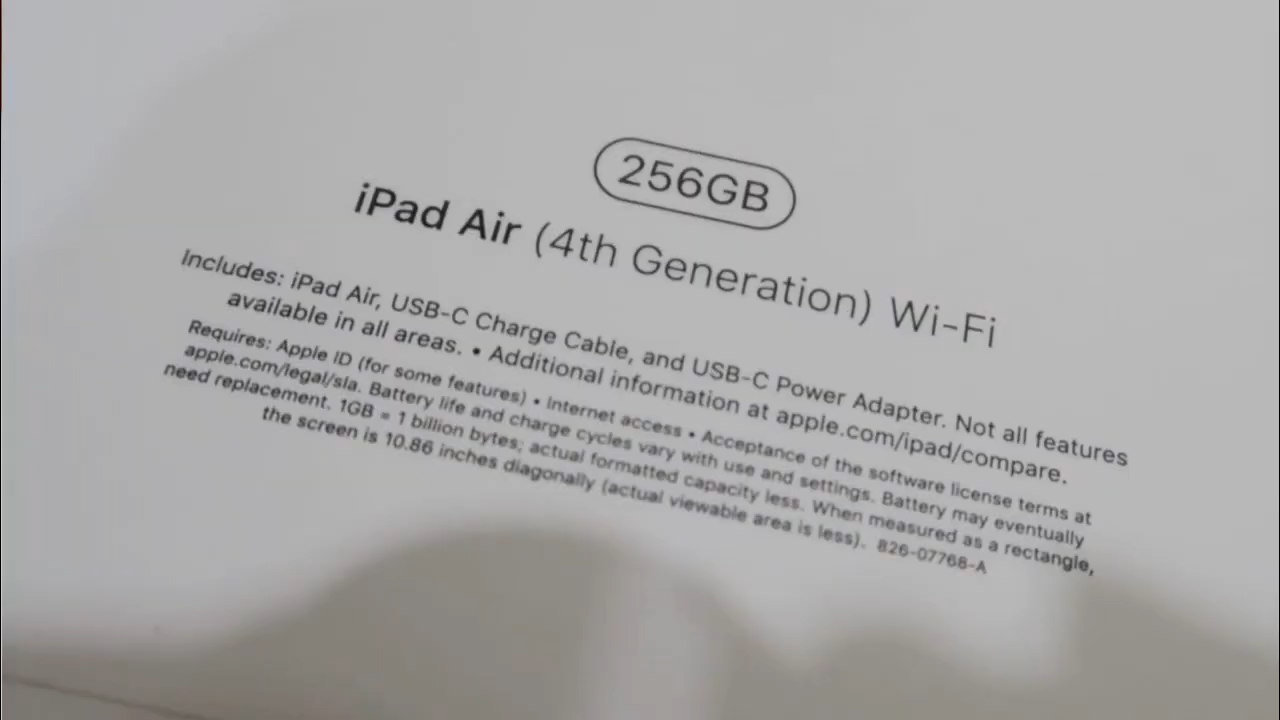 256GB
iPad Air (4th Generation) Wi-Fi
Includes: iPad Air, USB-C Charge Cable, and USB-C Power Adapter. Not all features
available in all areas. • Additional information at apple.com/ipad/compare.
Requires: Apple ID (for some features) • Internet access • Acceptance of the software license terms at
apple.com/legal/sla. Battery life and charge cycles vary with use and settings. Battery may eventually
need replacement. 1GB = 1 billion bytes; actual formatted capacity less. When measured as a rectangle,
the screen is 10.86 inches diagonally (actual viewable area is less). 826-07768-A